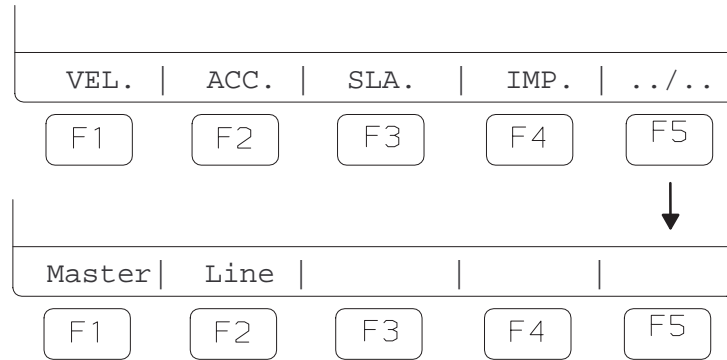 VEL. | ACC. | SLA. | IMP. | ../..
F1 F2 F3 F4 F5
Master| Line | | |
F1 F2 F3 F4 F5